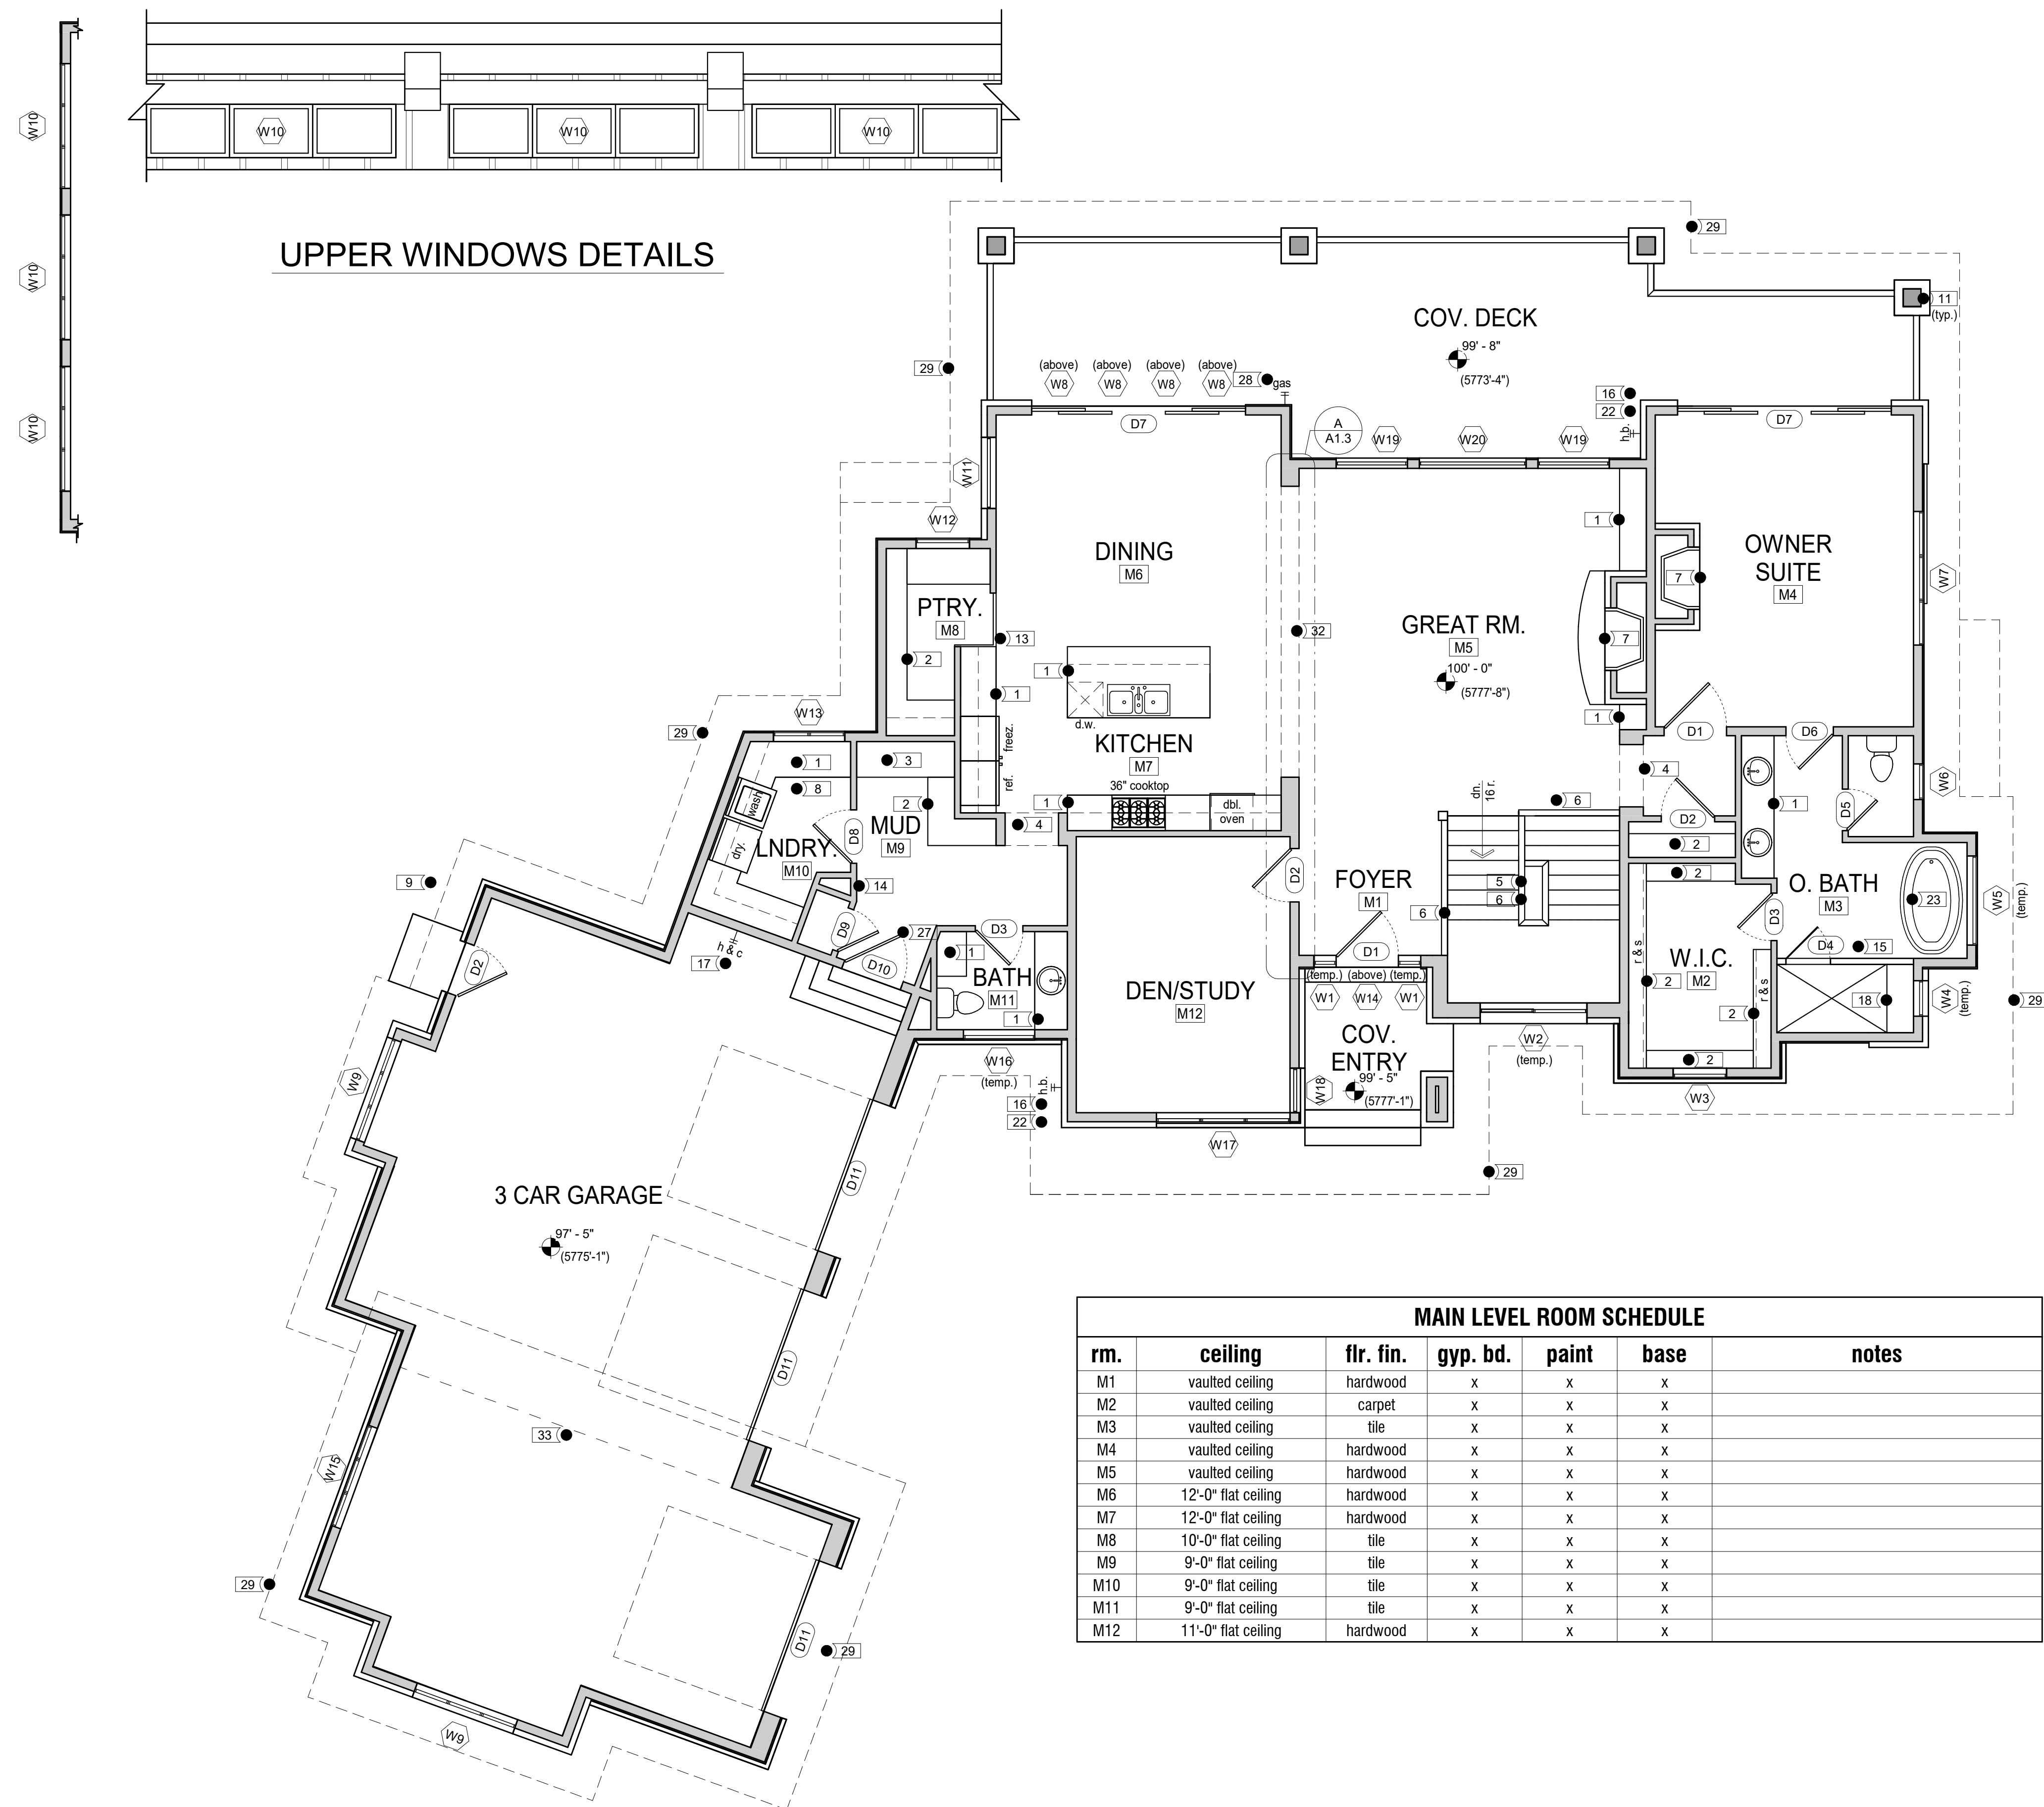 W10
W10
W10
W10
W10
W10
UPPER WINDOWS DETAILS
29
11
(typ.)
COV. DECK
99' - 8"
(5773'-4")
29
(above) (above) (above) (above)
W8 W8 W8 W8
28
gas
16
22
h.b.
D7
A
A1.3
W19 W20 W19
D7
W11
W12
1
DINING
M6
OWNER
SUITE
M4
7
W7
PTRY.
M8
13
2
32
GREAT RM.
M5
100' - 0"
(5777'-8")
7
1
1
d.w.
W13
29
freez.
ref.
KITCHEN
M7
36" cooktop
dbl.
oven
1
1
D1
D6
4
W6
1
8
3
2
wash
dry.
LNDRY.
M10
D8
MUD
M9
4
dn.
16 r.
6
D2
2
1
D5
9
14
D2
FOYER
M1
5
6
6
2
O. BATH
M3
23
W5
(temp.)
D3
D4
15
D9
27
D3
h & c
17
D10
D2
1
BATH
M11
1
DEN/STUDY
M12
D1
(temp.) (above) (temp.)
W1 W14 W1
r & s
W.I.C.
M2
2
r & s
2
18
W4
(temp.)
29
COV.
ENTRY
99' - 5"
(5777'-1")
W18
W2
(temp.)
2
W3
W9
W16
(temp.)
h.b.
16
22
W17
29
D11
3 CAR GARAGE
97' - 5"
(5775'-1")
D11
33
W15
29
D11
29
W9
MAIN LEVEL ROOM SCHEDULE
rm. ceiling flr. fin. gyp. bd. paint base notes
M1 vaulted ceiling hardwood x x x
M2 vaulted ceiling carpet x x x
M3 vaulted ceiling tile x x x
M4 vaulted ceiling hardwood x x x
M5 vaulted ceiling hardwood x x x
M6 12'-0" flat ceiling hardwood x x x
M7 12'-0" flat ceiling hardwood x x x
M8 10'-0" flat ceiling tile x x x
M9 9'-0" flat ceiling tile x x x
M10 9'-0" flat ceiling tile x x x
M11 9'-0" flat ceiling tile x x x
M12 11'-0" flat ceiling hardwood x x x